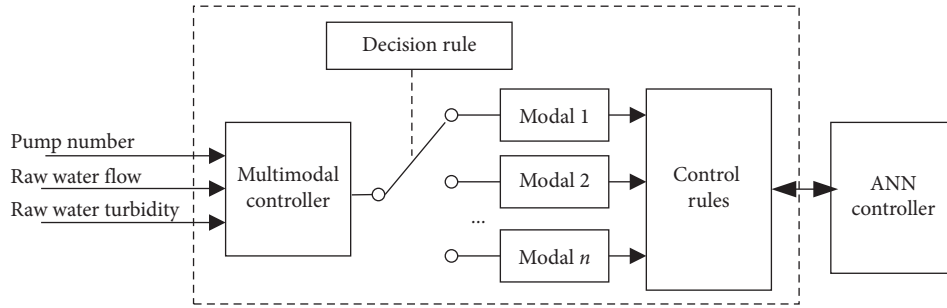 Decision rule
Pump number
Raw water flow
Raw water turbidity
Multimodal
controller
Modal 1
Modal 2
...
Modal n
Control
rules
ANN
controller